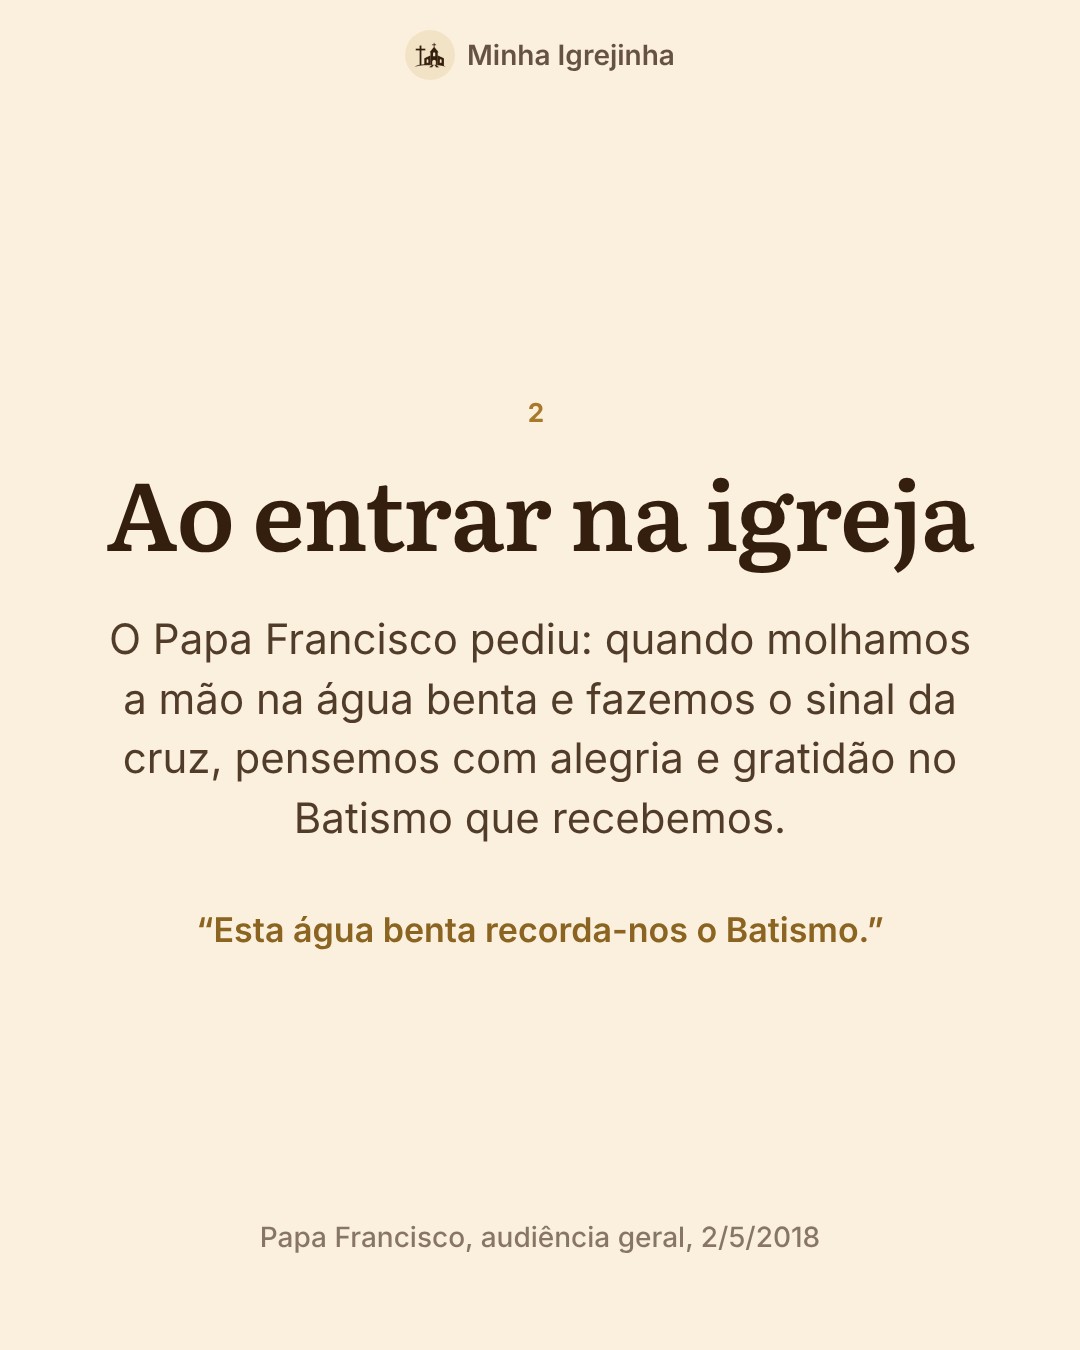 Minha Igrejinha
2
Ao entrar na igreja
O Papa Francisco pediu: quando molhamos
a mão na água benta e fazemos o sinal da
cruz, pensemos com alegria e gratidão no
Batismo que recebemos.
“Esta água benta recorda-nos o Batismo.”
Papa Francisco, audiência geral, 2/5/2018